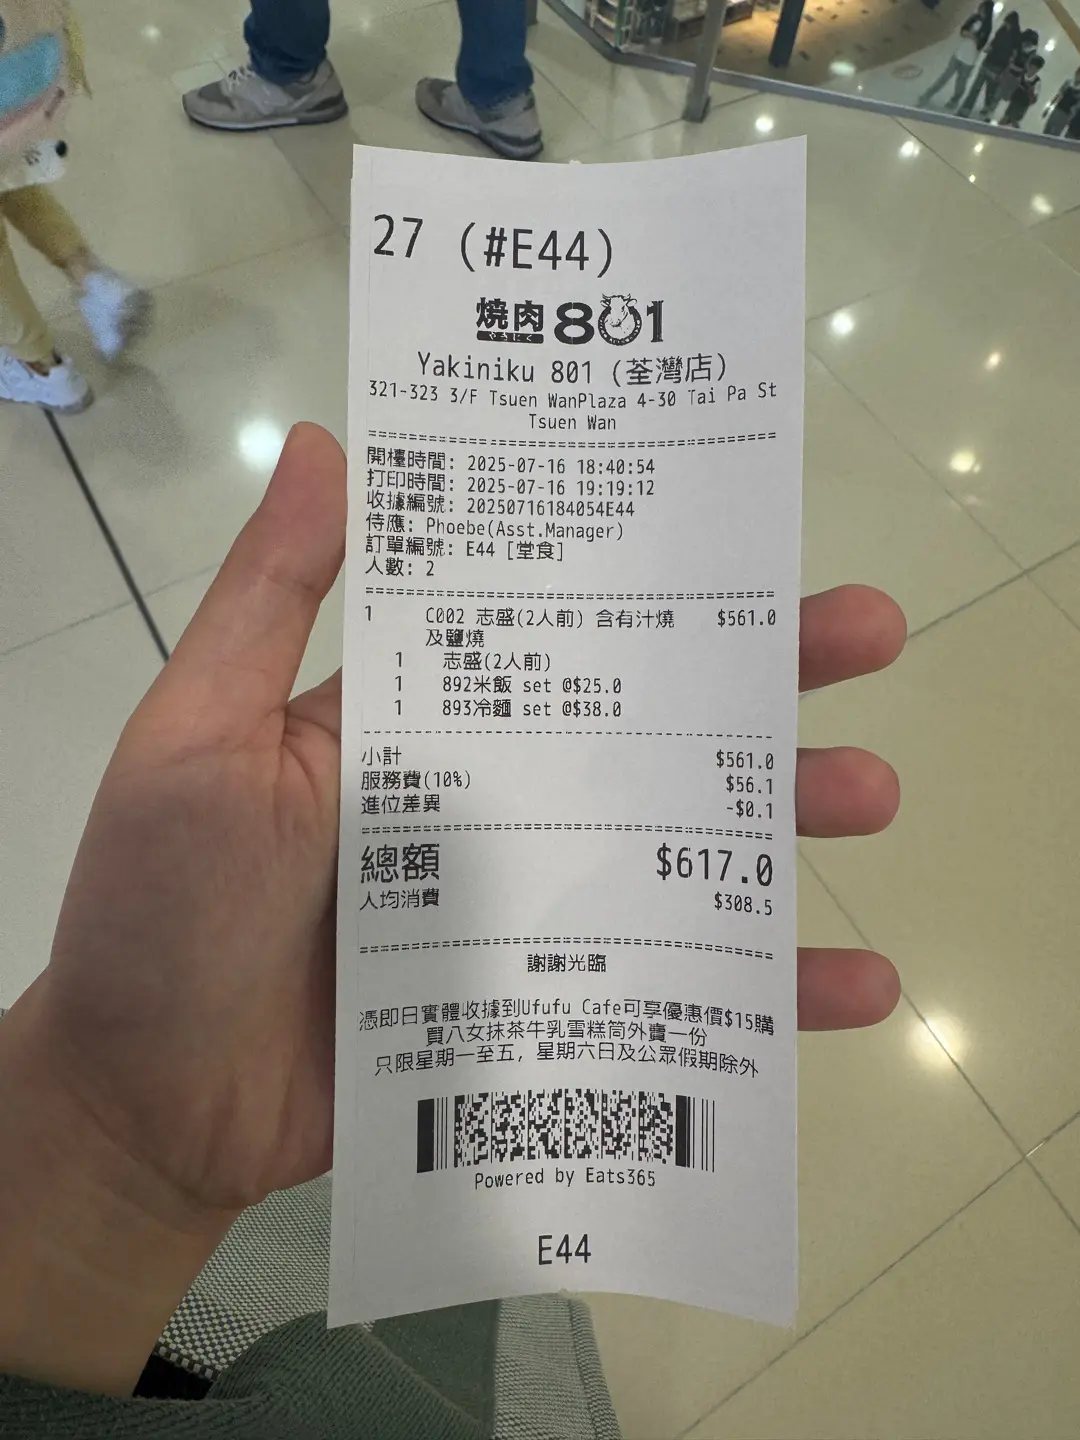 27 (#E44)
燒肉 801
やきにく
Yakiniku 801 (荃灣店)
321-323 3/F Tsuen WanPlaza 4-30 Tai Pa St
Tsuen Wan
開檯時間: 2025-07-16 18:40:54
打印時間: 2025-07-16 19:19:12
收據編號: 20250716184054E44
侍應: Phoebe(Asst.Manager)
訂單編號: E44 [堂食]
人數: 2
1 C002 志盛(2人前) 含有汁燒 $561.0
及鹽燒
1 志盛(2人前)
1 892米飯 set @$25.0
1 893冷麵 set @$38.0
小計 $561.0
服務費(10%) $56.1
進位差異 -$0.1
總額 $617.0
人均消費 $308.5
謝謝光臨
憑即日實體收據到Ufufu Cafe可享優惠價$15購
買八女抹茶牛乳雪糕筒外賣一份
只限星期一至五，星期六日及公眾假期除外
Powered by Eats365
E44